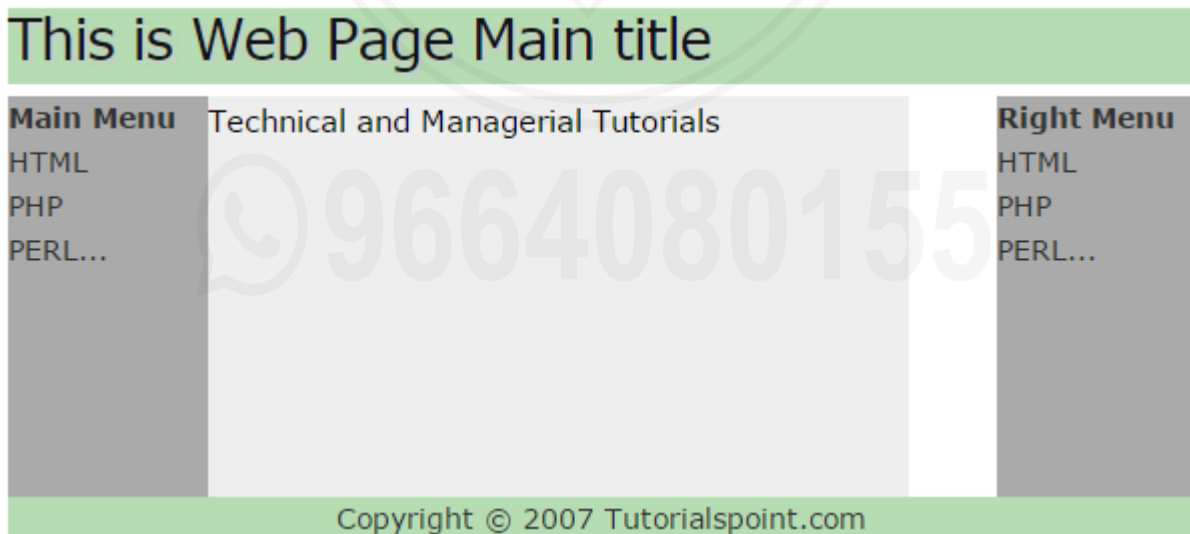 This is Web Page Main title
Main Menu
HTML
PHP
PERL...
Technical and Managerial Tutorials
9664080155
Right Menu
HTML
PHP
PERL...
Copyright © 2007 Tutorialspoint.com